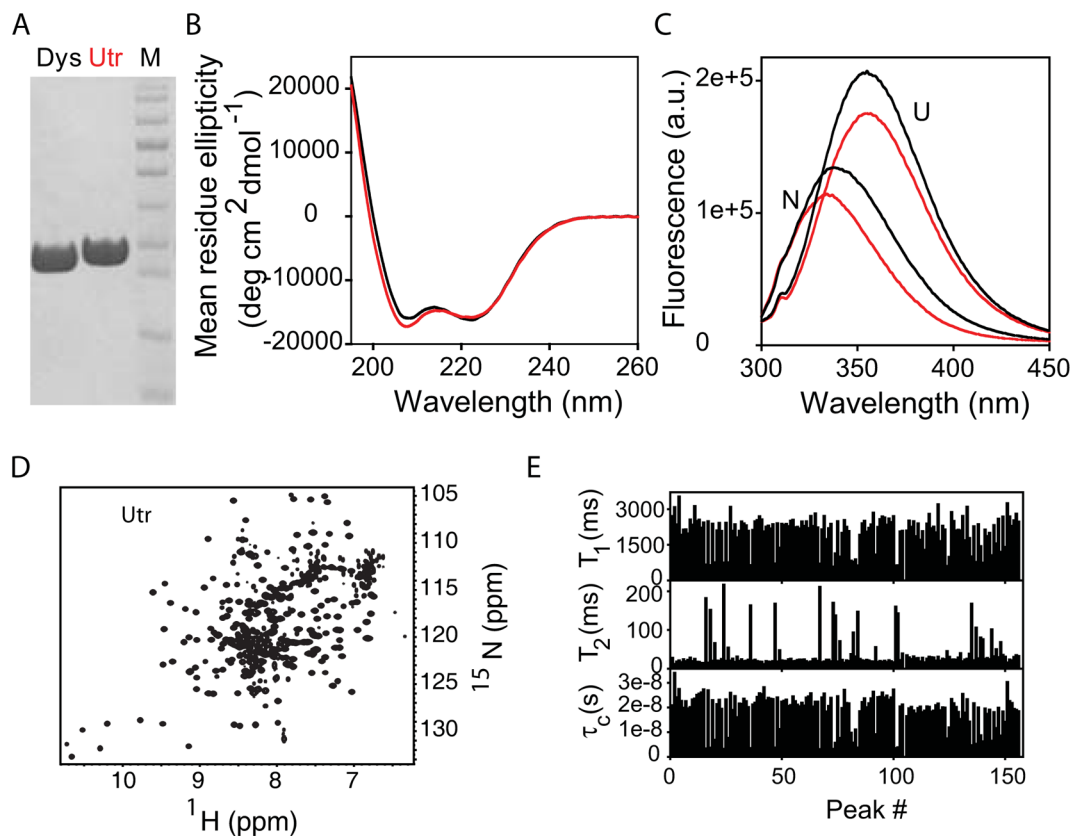 A
Dys Utr M
B
Mean residue ellipticity
(deg cm 2 dmol -1)
20000
10000
0
-10000
-20000
200 220 240 260
Wavelength (nm)
C
Fluorescence (a.u.)
2e+5
1e+5
0
U
N
300 350 400 450
Wavelength (nm)
D
Utr
105
110
115
120
125
130
15 N (ppm)
10 9 8 7
1 H (ppm)
E
T1(ms)
3000
1500
0
T2(ms)
200
100
0
τc(s)
3e-8
2e-8
1e-8
0
0 50 100 150
Peak #